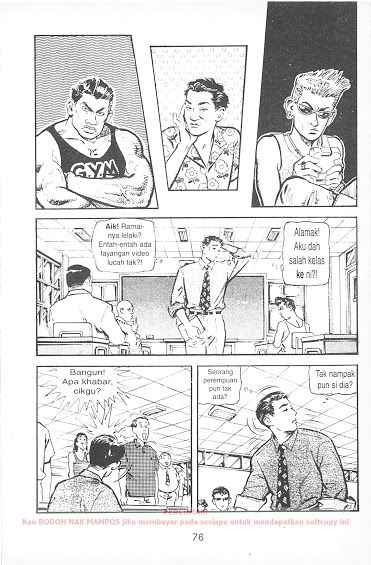 GYM
Aik! Ramai-
nya lelaki?
Entah-entah ada
tayangan video
lucah tak?!
Alamak!
Aku dah
salah kelas
ke ni?!
Bangun!
Apa khabar,
cikgu?
Seorang
perempuan
pun tak
ada?
Tak nampak
pun si dia?
PERCUMA!!
Kau BODOH NAK MAMPOS jika membayar pada sesiapa untuk mendapatkan softcopy ini
76